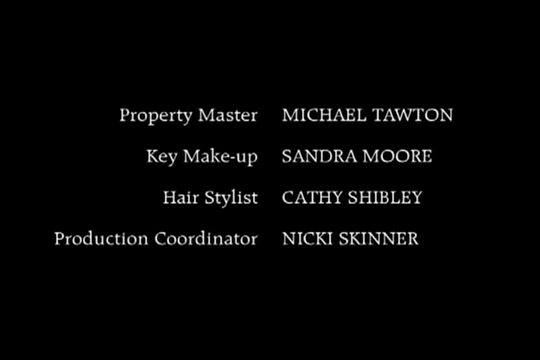 Property Master MICHAEL TAWTON
Key Make-up SANDRA MOORE
Hair Stylist CATHY SHIBLEY
Production Coordinator NICKI SKINNER